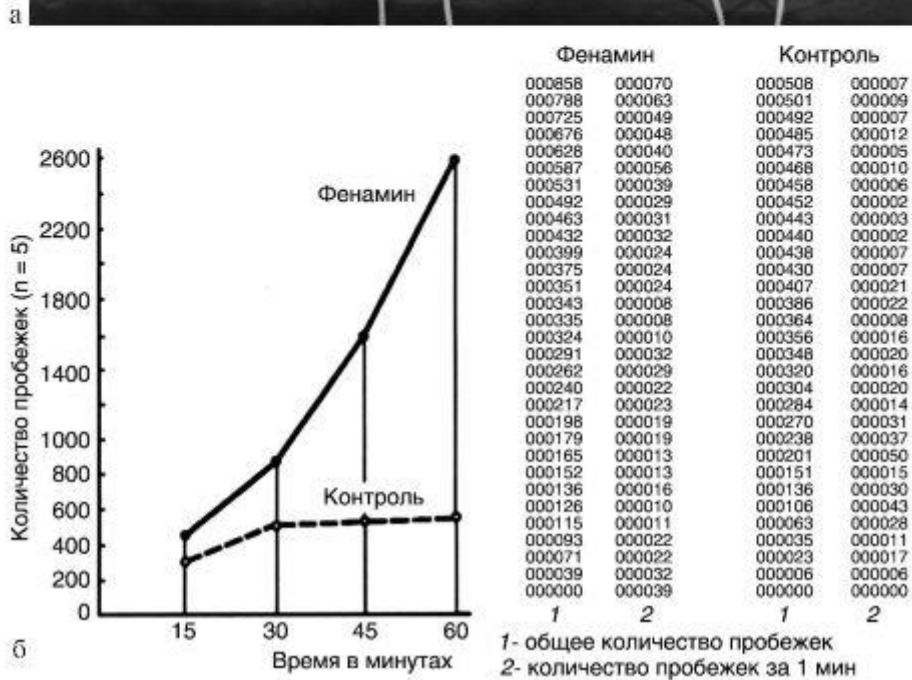 а
Количество пробежек (n = 5)
2600
2200
1800
1400
1000
800
600
400
200
0
Фенамин
Контроль
15 30 45 60
Время в минутах
б
Фенамин Контроль
000858 000070 000508 000007
000788 000063 000501 000009
000725 000049 000492 000007
000676 000048 000485 000012
000628 000040 000473 000005
000587 000056 000468 000010
000531 000039 000458 000006
000492 000029 000452 000002
000463 000031 000443 000003
000432 000032 000440 000002
000399 000024 000438 000007
000375 000024 000430 000007
000351 000024 000407 000021
000343 000008 000386 000022
000335 000008 000364 000008
000324 000010 000356 000016
000291 000032 000348 000020
000262 000029 000320 000016
000240 000022 000304 000020
000217 000023 000284 000014
000198 000019 000270 000031
000179 000019 000238 000037
000165 000013 000201 000050
000152 000013 000151 000015
000136 000016 000136 000030
000126 000010 000106 000043
000115 000011 000063 000028
000093 000022 000035 000011
000071 000022 000023 000017
000039 000032 000006 000006
000000 000039 000000 000000
1 2 1 2
1- общее количество пробежек
2- количество пробежек за 1 мин